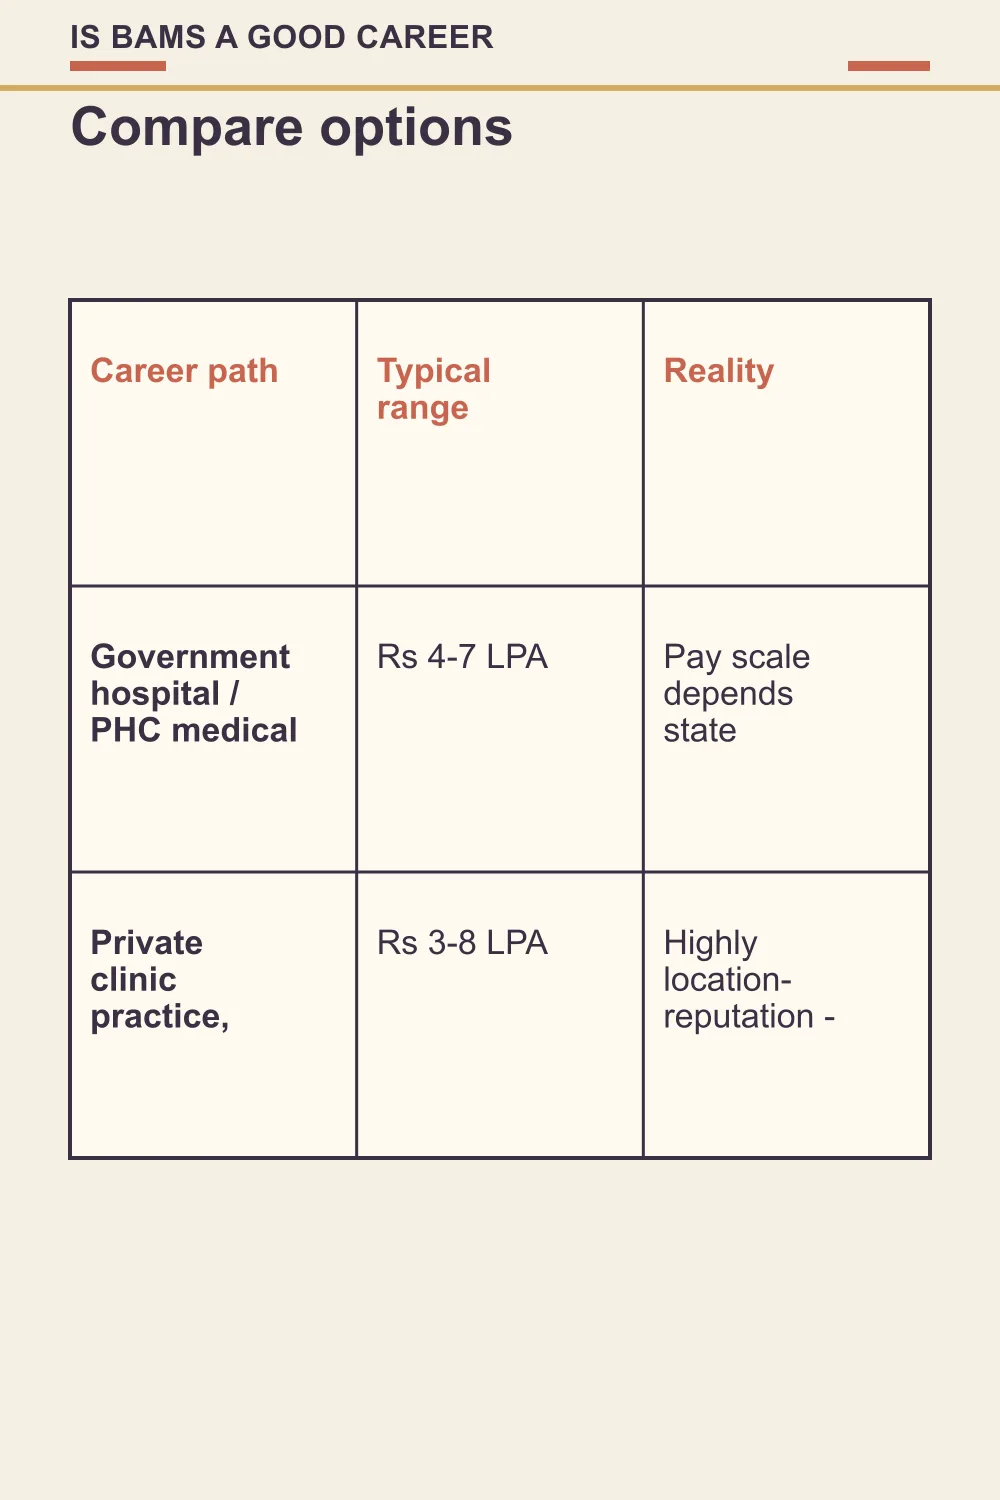 IS BAMS A GOOD CAREER
Compare options
Career path
Typical
range
Reality
Government
hospital /
PHC medical
Rs 4-7 LPA
Pay scale
depends
state
Private
clinic
practice,
Rs 3-8 LPA
Highly
location-
reputation -